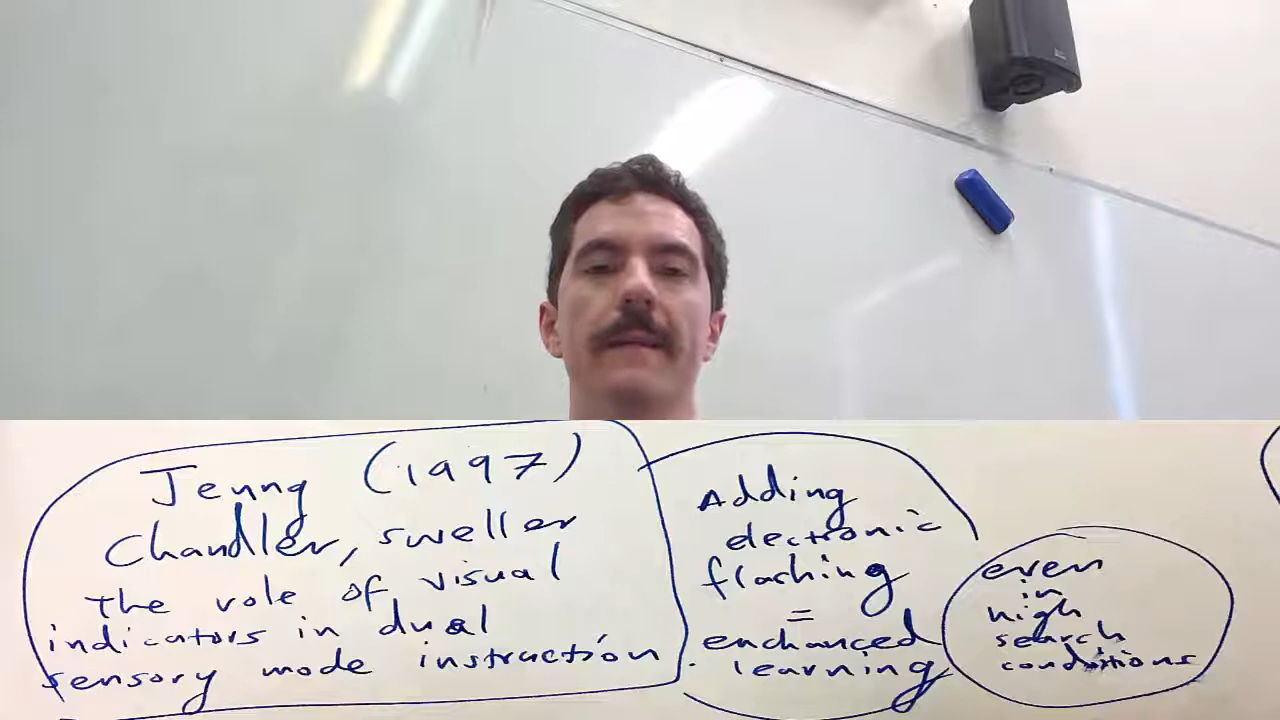 Jeung (1997)
Chandler, sweller
the role of visual
indicators in dual
sensory mode instruction
Adding
electronic
flashing
=
enchanced
learning
even
in
high
search
conditions